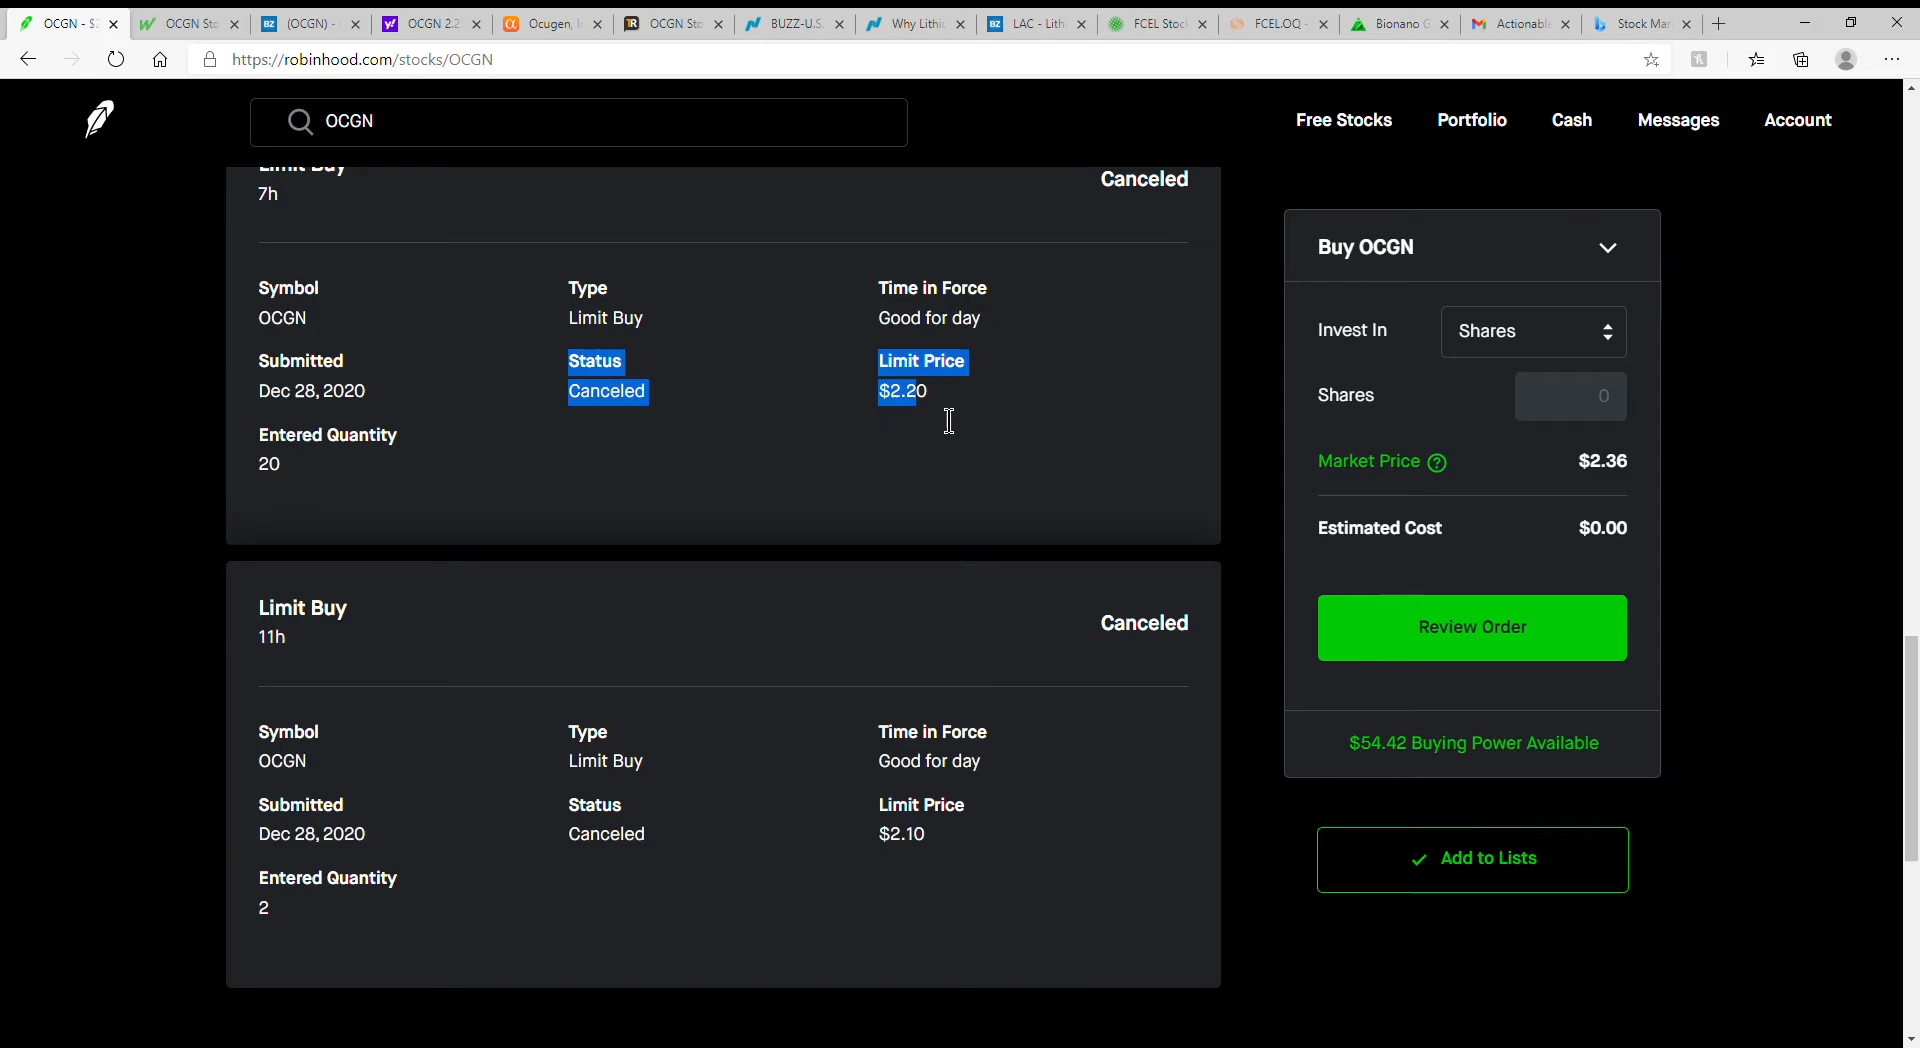 OCGN - $2
OCGN Sto
(OCGN) -
OCGN 2.2
Ocugen, I
OCGN Sto
BUZZ-U.S.
Why Lithi
LAC - Lith
FCEL Stoc
FCEL.OQ -
Bionano G
Actionabl
Stock Mar
https://robinhood.com/stocks/OCGN
OCGN
Free Stocks
Portfolio
Cash
Messages
Account
Limit Buy
7h
Canceled
Symbol
Type
Time in Force
OCGN
Limit Buy
Good for day
Submitted
Status
Limit Price
Dec 28, 2020
Canceled
$2.20
Entered Quantity
20
Limit Buy
11h
Canceled
Symbol
Type
Time in Force
OCGN
Limit Buy
Good for day
Submitted
Status
Limit Price
Dec 28, 2020
Canceled
$2.10
Entered Quantity
2
Buy OCGN
Invest In
Shares
Shares
0
Market Price
$2.36
Estimated Cost
$0.00
Review Order
$54.42 Buying Power Available
Add to Lists